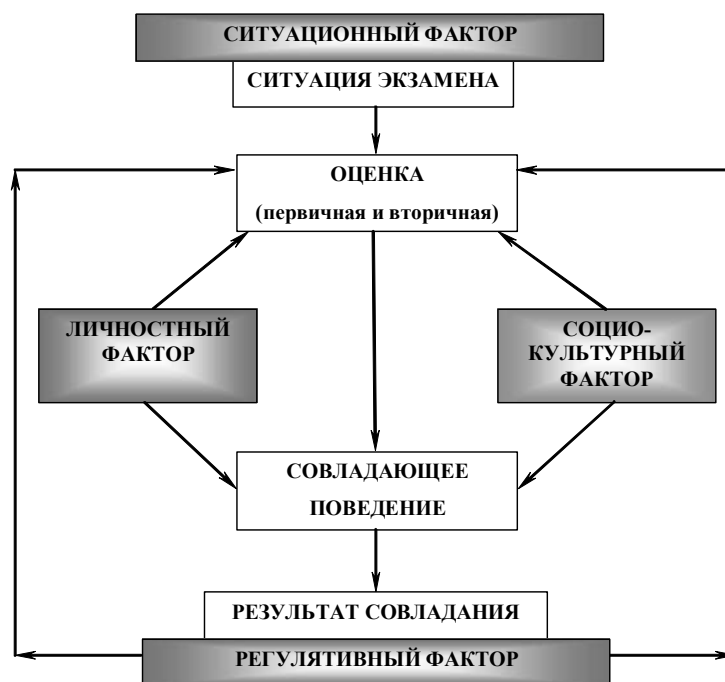 СИТУАЦИОННЫЙ ФАКТОР
СИТУАЦИЯ ЭКЗАМЕНА
ОЦЕНКА
(первичная и вторичная)
ЛИЧНОСТНЫЙ
ФАКТОР
СОЦИО-
КУЛЬТУРНЫЙ
ФАКТОР
СОВЛАДАЮЩЕЕ
ПОВЕДЕНИЕ
РЕЗУЛЬТАТ СОВЛАДАНИЯ
РЕГУЛЯТИВНЫЙ ФАКТОР